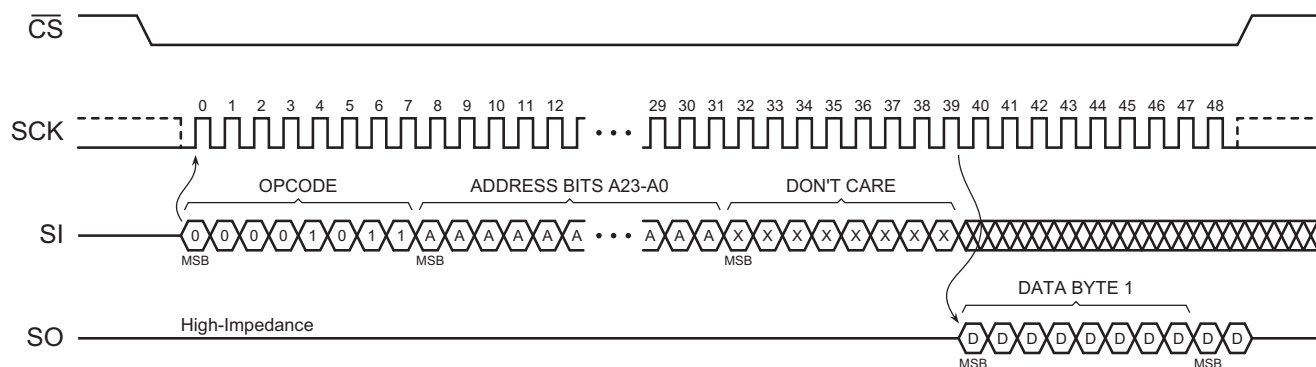 CS
0 1 2 3 4 5 6 7 8 9 10 11 12 29 30 31 32 33 34 35 36 37 38 39 40 41 42 43 44 45 46 47 48
SCK
OPCODE ADDRESS BITS A23-A0 DON'T CARE
SI 0 0 0 0 1 0 1 1 A A A A A A A A A X X X X X X X X
MSB MSB MSB
DATA BYTE 1
High-Impedance
SO D D D D D D D D D D
MSB MSB